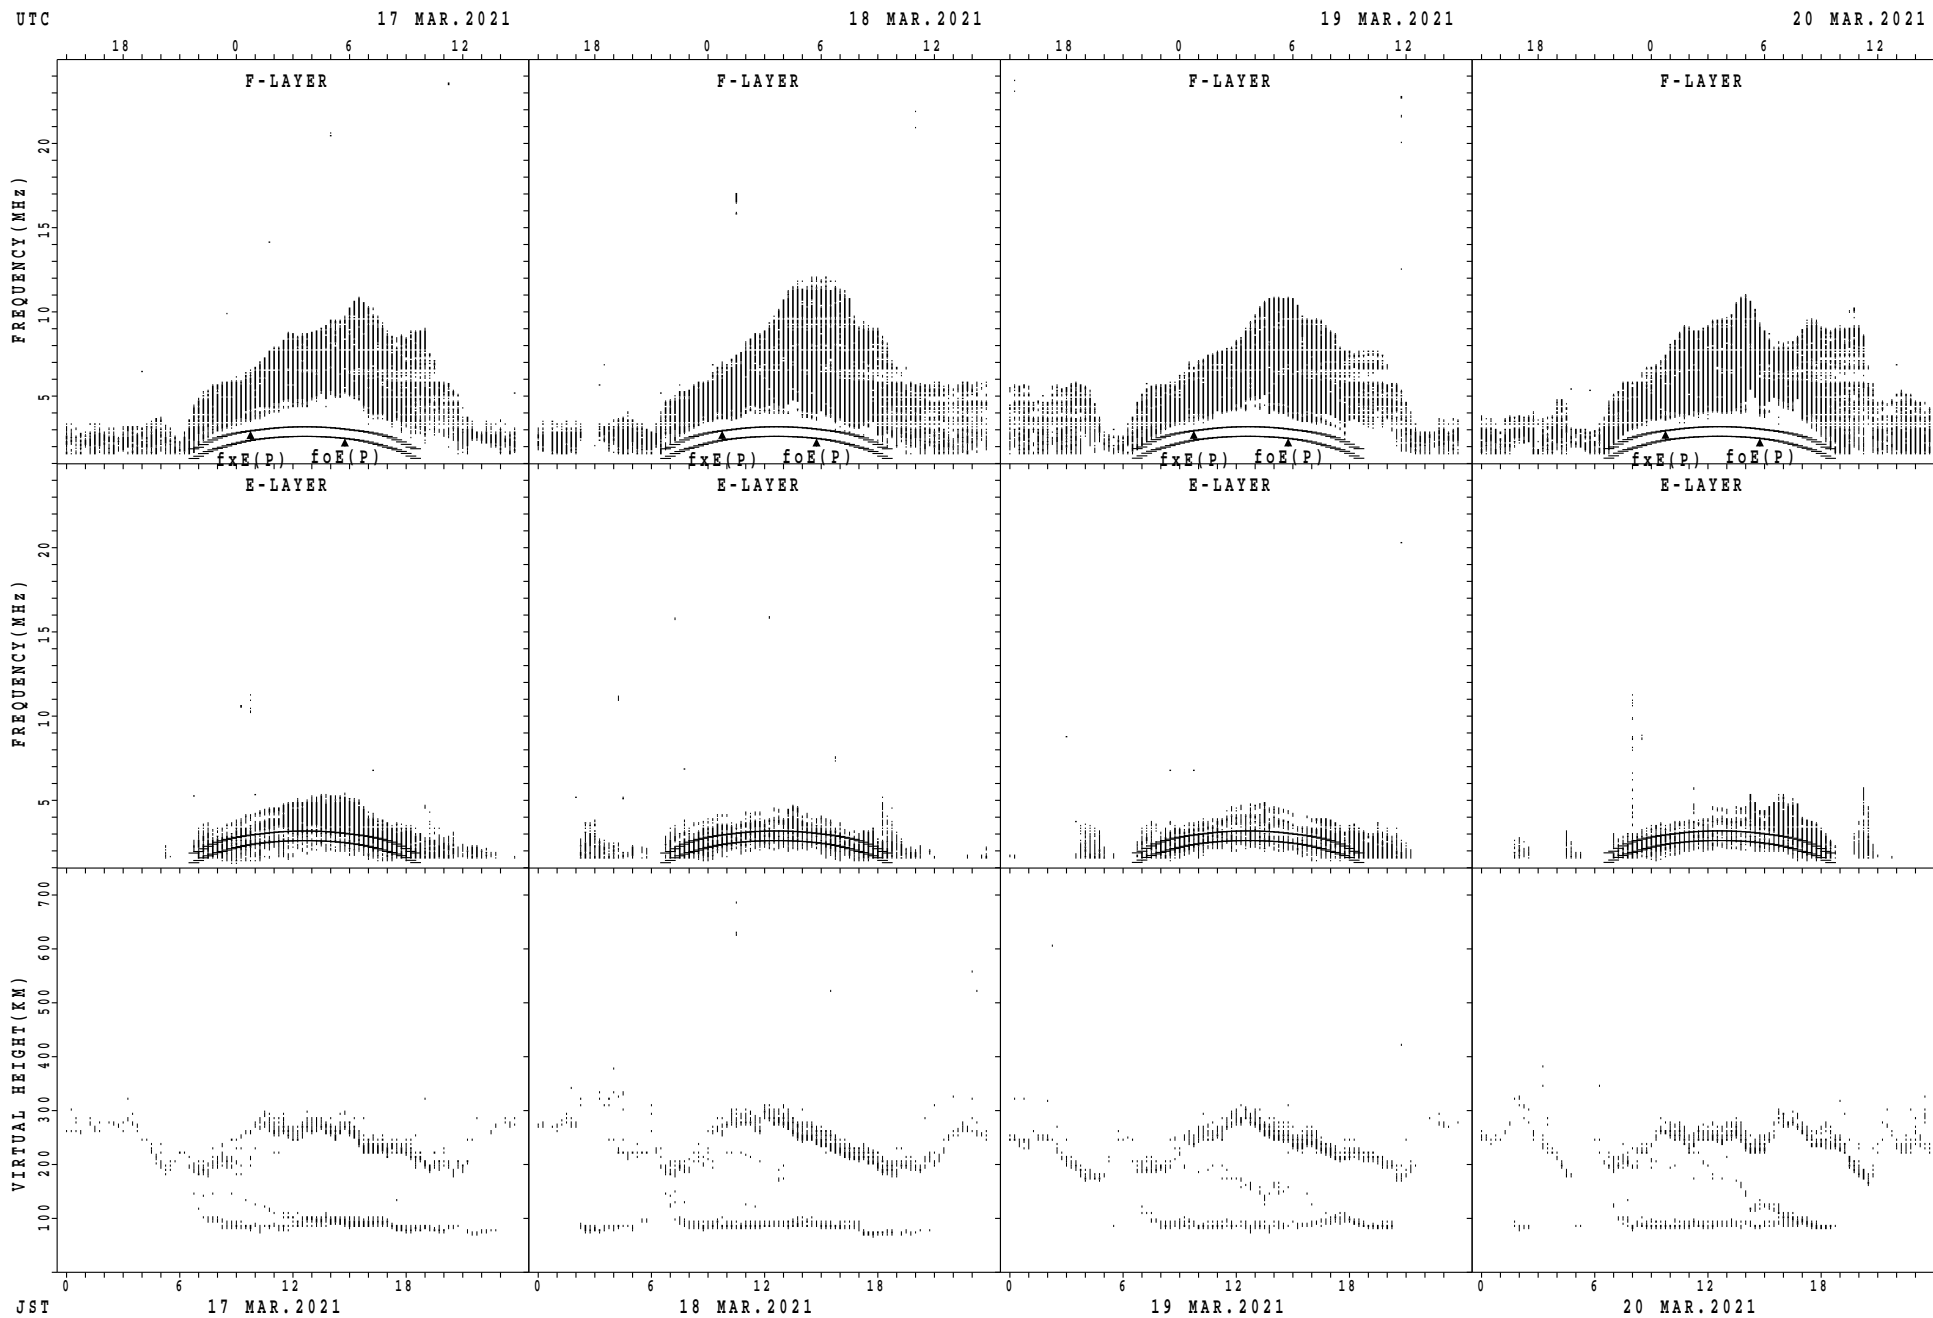 UTC 17 MAR.2021 18 MAR.2021 19 MAR.2021 20 MAR.2021
18 0 6 12 18 0 6 12 18 0 6 12 18 0 6 12
F-LAYER F-LAYER F-LAYER F-LAYER
FREQUENCY(MHz)
20
15
10
5
fxE(P) foE(P) fxE(P) foE(P) fxE(P) foE(P) fxE(P) foE(P)
E-LAYER E-LAYER E-LAYER E-LAYER
FREQUENCY(MHz)
20
15
10
5
VIRTUAL HEIGHT(KM)
700
600
500
400
300
200
100
0 6 12 18 0 6 12 18 0 6 12 18 0 6 12 18
JST 17 MAR.2021 18 MAR.2021 19 MAR.2021 20 MAR.2021